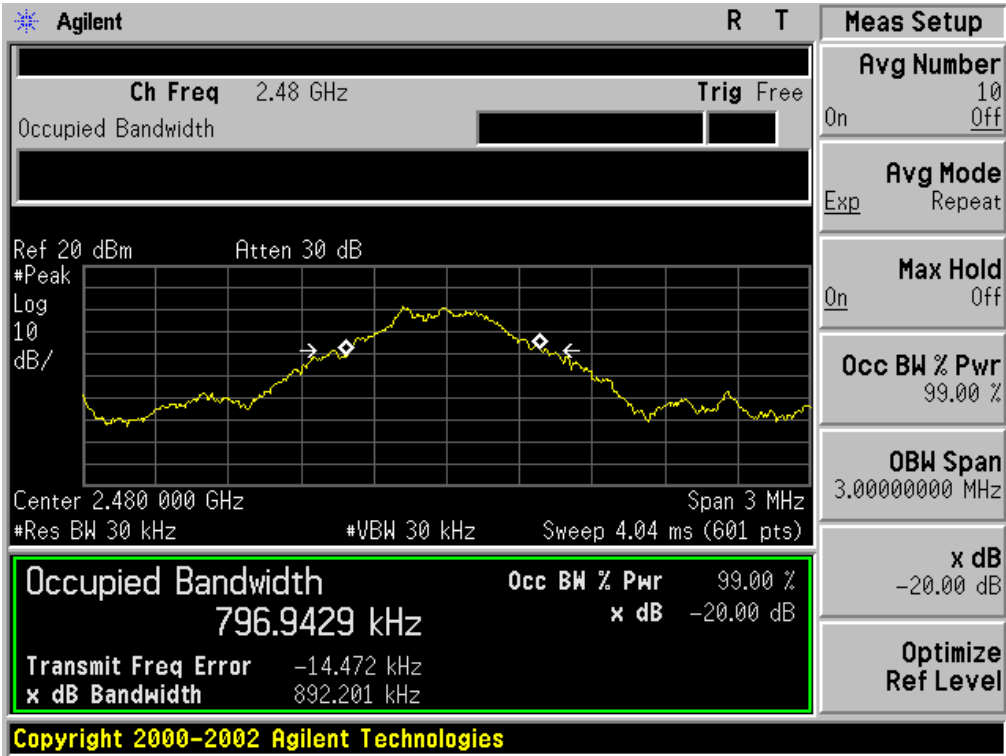 Agilent R T
Ch Freq 2.48 GHz Trig Free
Occupied Bandwidth
Ref 20 dBm Atten 30 dB
#Peak
Log
10
dB/
Center 2.480 000 GHz Span 3 MHz
#Res BW 30 kHz #VBW 30 kHz Sweep 4.04 ms (601 pts)
Occupied Bandwidth
796.9429 kHz
Occ BW % Pwr 99.00 %
x dB -20.00 dB
Transmit Freq Error -14.472 kHz
x dB Bandwidth 892.201 kHz
Copyright 2000-2002 Agilent Technologies
Meas Setup
Avg Number
10
On Off
Avg Mode
Exp Repeat
Max Hold
On Off
Occ BW % Pwr
99.00 %
OBW Span
3.00000000 MHz
x dB
-20.00 dB
Optimize
Ref Level